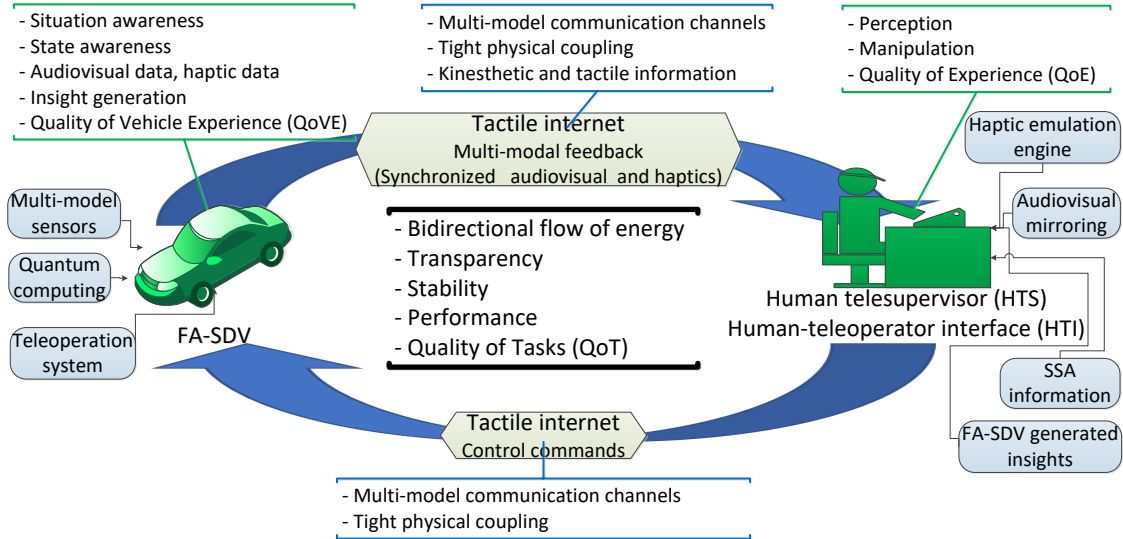 - Situation awareness
- State awareness
- Audiovisual data, haptic data
- Insight generation
- Quality of Vehicle Experience (QoVE)
- Multi-model communication channels
- Tight physical coupling
- Kinesthetic and tactile information
- Perception
- Manipulation
- Quality of Experience (QoE)
Tactile internet
Multi-modal feedback
(Synchronized audiovisual and haptics)
Haptic emulation
engine
Audiovisual
mirroring
Multi-model
sensors
Quantum
computing
Teleoperation
system
FA-SDV
- Bidirectional flow of energy
- Transparency
- Stability
- Performance
- Quality of Tasks (QoT)
Human telesupervisor (HTS)
Human-teleoperator interface (HTI)
SSA
information
FA-SDV generated
insights
Tactile internet
Control commands
- Multi-model communication channels
- Tight physical coupling